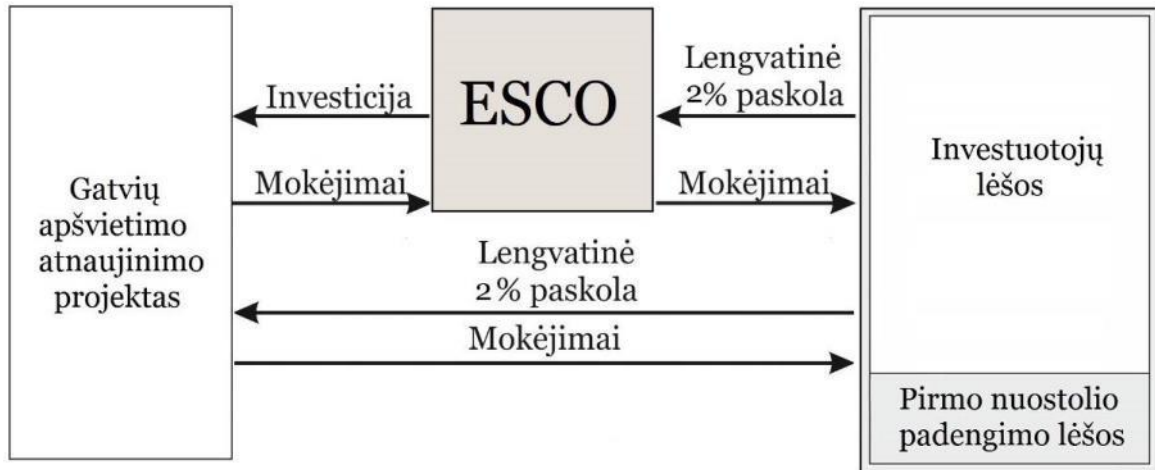 Gatvių
apšvietimo
atnaujinimo
projektas
Investicija
Mokėjimai
ESCO
Lengvatinė
2% paskola
Mokėjimai
Lengvatinė
2% paskola
Mokėjimai
Investuotojų
lėšos
Pirmo nuostolio
padengimo lėšos